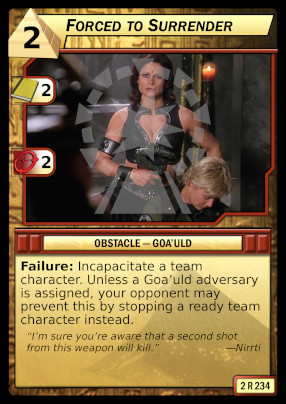 2
FORCED TO SURRENDER
2
2
OBSTACLE – GOA'ULD
Failure: Incapacitate a team
character. Unless a Goa'uld adversary
is assigned, your opponent may
prevent this by stopping a ready team
character instead.
"I'm sure you're aware that a second shot
from this weapon will kill." —Nirrti
2 R 234